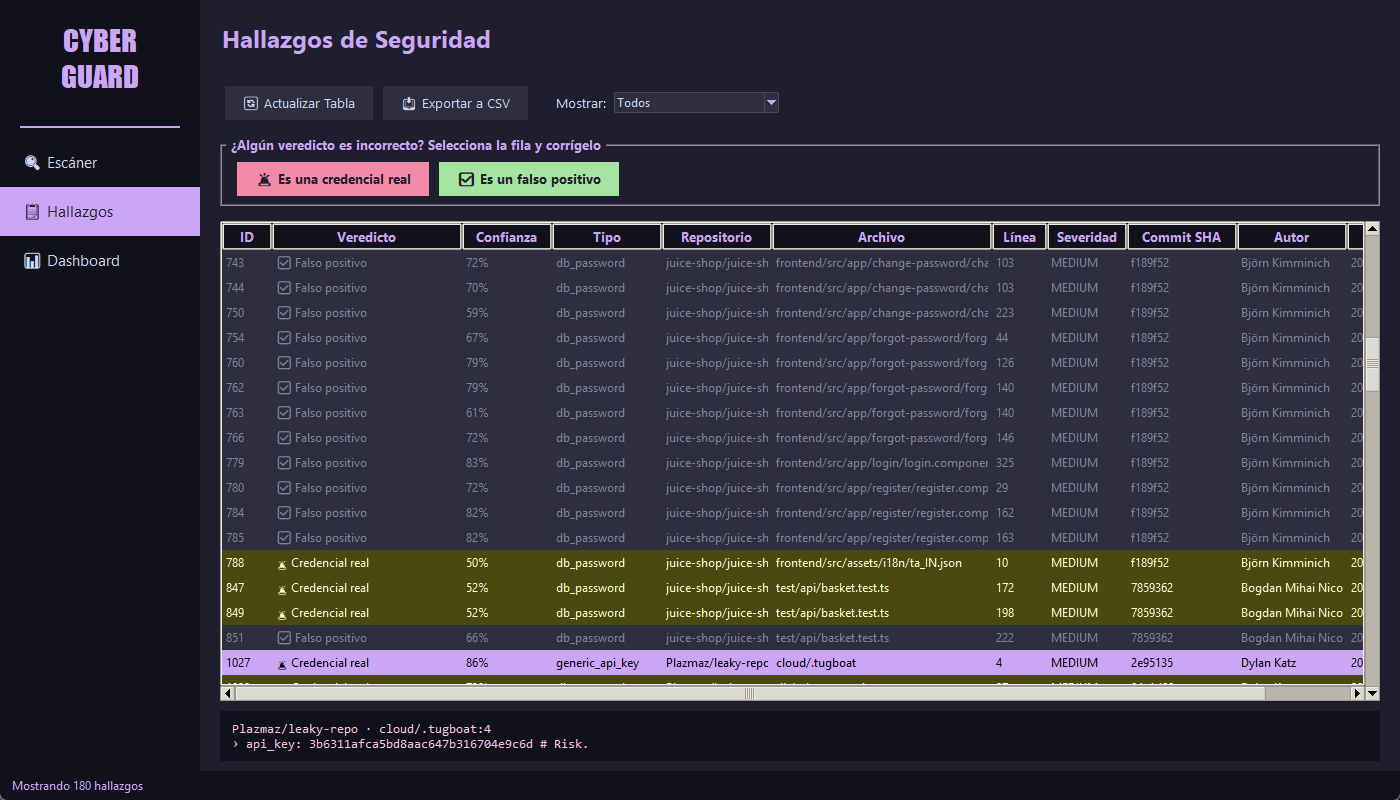 CYBER
GUARD
Escáner
Hallazgos
Dashboard
Hallazgos de Seguridad
Actualizar Tabla Exportar a CSV Mostrar: Todos
¿Algún veredicto es incorrecto? Selecciona la fila y corrígelo
Es una credencial real Es un falso positivo
ID Veredicto Confianza Tipo Repositorio Archivo Línea Severidad Commit SHA Autor
743 Falso positivo 72% db_password juice-shop/juice-sh frontend/src/app/change-password/cha 103 MEDIUM f189f52 Björn Kimminich 20
744 Falso positivo 70% db_password juice-shop/juice-sh frontend/src/app/change-password/cha 103 MEDIUM f189f52 Björn Kimminich 20
750 Falso positivo 59% db_password juice-shop/juice-sh frontend/src/app/change-password/cha 223 MEDIUM f189f52 Björn Kimminich 20
754 Falso positivo 67% db_password juice-shop/juice-sh frontend/src/app/forgot-password/forg 44 MEDIUM f189f52 Björn Kimminich 20
760 Falso positivo 79% db_password juice-shop/juice-sh frontend/src/app/forgot-password/forg 126 MEDIUM f189f52 Björn Kimminich 20
762 Falso positivo 79% db_password juice-shop/juice-sh frontend/src/app/forgot-password/forg 140 MEDIUM f189f52 Björn Kimminich 20
763 Falso positivo 61% db_password juice-shop/juice-sh frontend/src/app/forgot-password/forg 140 MEDIUM f189f52 Björn Kimminich 20
766 Falso positivo 72% db_password juice-shop/juice-sh frontend/src/app/forgot-password/forg 146 MEDIUM f189f52 Björn Kimminich 20
779 Falso positivo 83% db_password juice-shop/juice-sh frontend/src/app/login/login.componer 325 MEDIUM f189f52 Björn Kimminich 20
780 Falso positivo 72% db_password juice-shop/juice-sh frontend/src/app/register/register.comp 29 MEDIUM f189f52 Björn Kimminich 20
784 Falso positivo 82% db_password juice-shop/juice-sh frontend/src/app/register/register.comp 162 MEDIUM f189f52 Björn Kimminich 20
785 Falso positivo 82% db_password juice-shop/juice-sh frontend/src/app/register/register.comp 163 MEDIUM f189f52 Björn Kimminich 20
788 Credencial real 50% db_password juice-shop/juice-sh frontend/src/assets/i18n/ta_IN.json 10 MEDIUM f189f52 Björn Kimminich 20
847 Credencial real 52% db_password juice-shop/juice-sh test/api/basket.test.ts 172 MEDIUM 7859362 Bogdan Mihai Nico 20
849 Credencial real 52% db_password juice-shop/juice-sh test/api/basket.test.ts 198 MEDIUM 7859362 Bogdan Mihai Nico 20
851 Falso positivo 66% db_password juice-shop/juice-sh test/api/basket.test.ts 222 MEDIUM 7859362 Bogdan Mihai Nico 20
1027 Credencial real 86% generic_api_key Plazmaz/leaky-repo cloud/.tugboat 4 MEDIUM 2e95135 Dylan Katz 20
Plazmaz/leaky-repo · cloud/.tugboat:4
› api_key: 3b6311afca5bd8aac647b316704e9c6d # Risk.
Mostrando 180 hallazgos